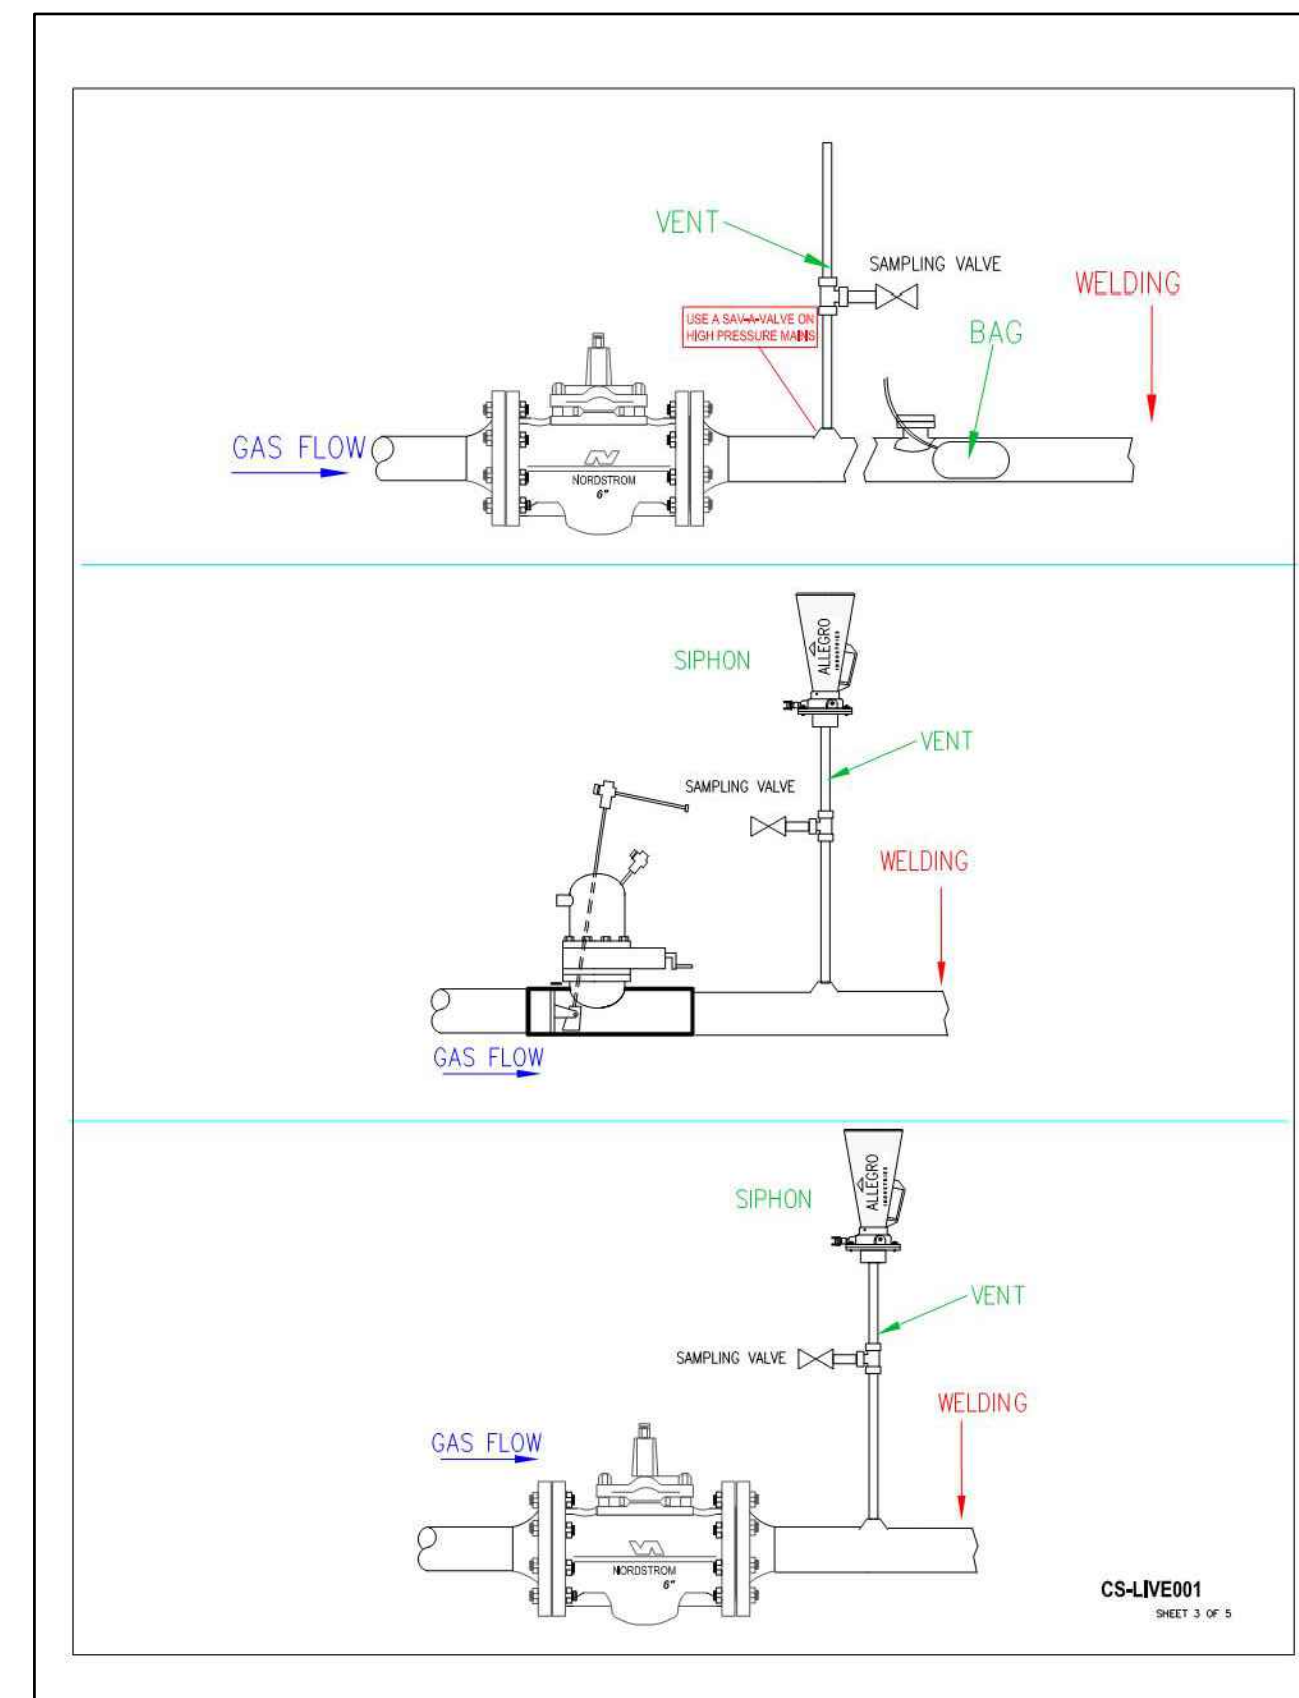 VENT
SAMPLING VALVE
WELDING
USE A SAV-A-VALVE ON
HIGH PRESSURE MAINS
BAG
GAS FLOW
NORDSTROM
6"
ALLEGRO
INDUSTRIES
SIPHON
VENT
SAMPLING VALVE
WELDING
GAS FLOW
ALLEGRO
INDUSTRIES
SIPHON
VENT
SAMPLING VALVE
WELDING
GAS FLOW
NORDSTROM
6"
CS-LIVE001
SHEET 3 OF 5